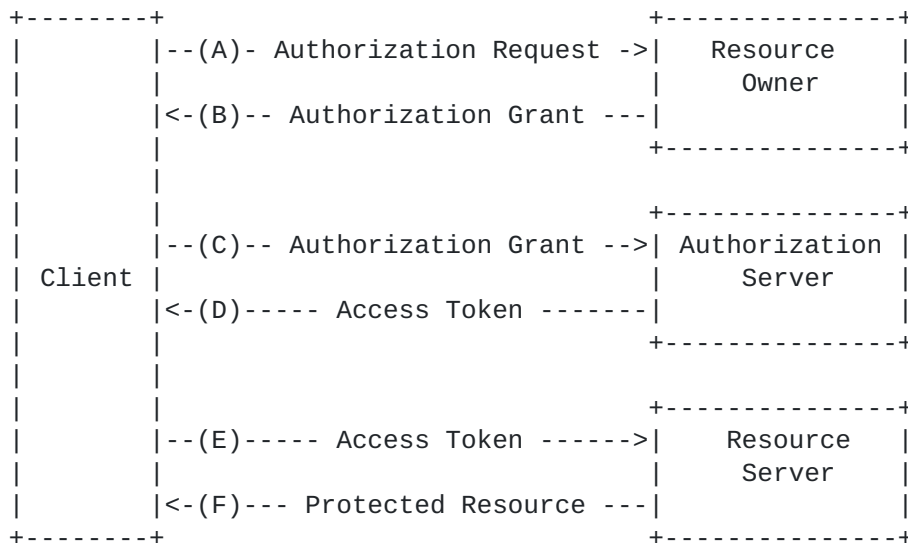 +--------+                               +---------------+
|        |--(A)- Authorization Request ->|   Resource    |
|        |                               |     Owner     |
|        |<-(B)-- Authorization Grant ---|               |
|        |                               +---------------+
|        |
|        |                               +---------------+
|        |--(C)-- Authorization Grant -->| Authorization |
| Client |                               |     Server    |
|        |<-(D)----- Access Token -------|               |
|        |                               +---------------+
|        |
|        |                               +---------------+
|        |--(E)----- Access Token ------>|    Resource   |
|        |                               |     Server    |
|        |<-(F)--- Protected Resource ---|               |
+--------+                               +---------------+